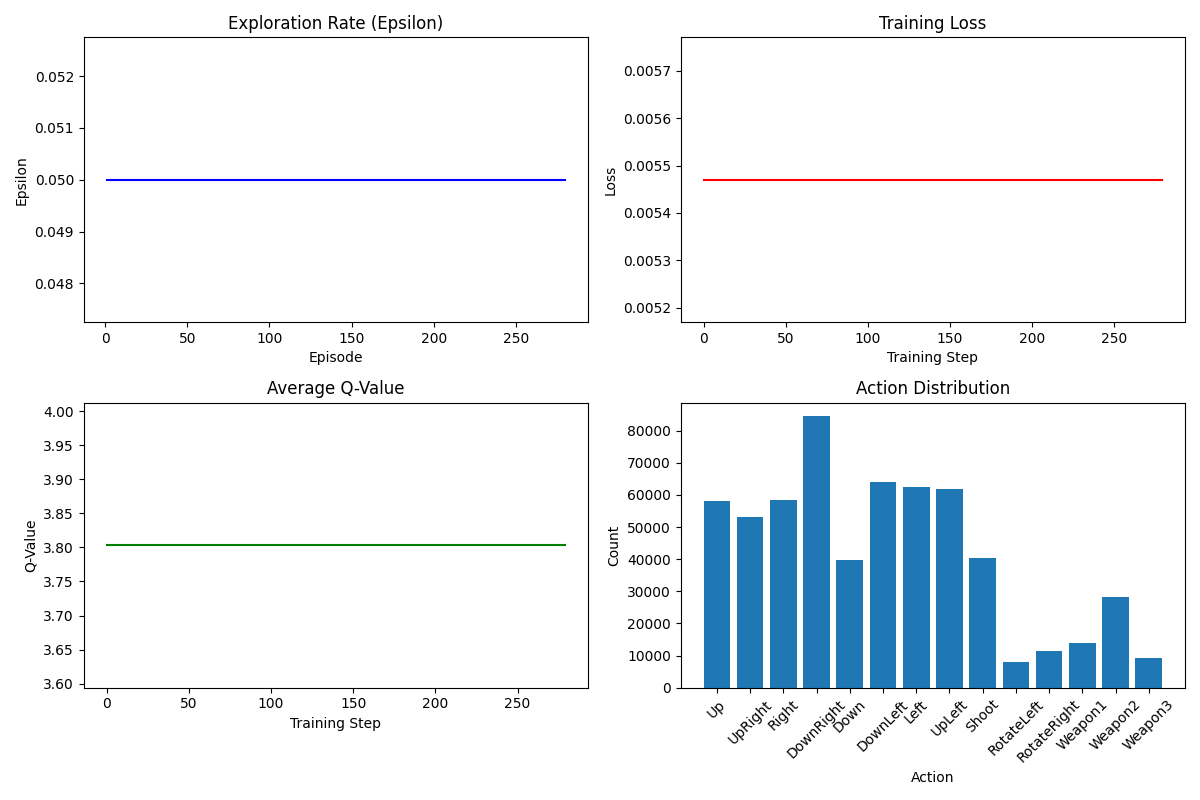 Exploration Rate (Epsilon)
0.052
0.051
0.050
0.049
0.048
Epsilon
0
50
100
150
200
250
Episode
Training Loss
0.0057
0.0056
0.0055
0.0054
0.0053
0.0052
Loss
0
50
100
150
200
250
Training Step
Average Q-Value
4.00
3.95
3.90
3.85
3.80
3.75
3.70
3.65
3.60
Q-Value
0
50
100
150
200
250
Training Step
Action Distribution
80000
70000
60000
50000
40000
30000
20000
10000
0
Count
Up
UpRight
Right
DownRight
Down
DownLeft
Left
UpLeft
Shoot
RotateLeft
RotateRight
Weapon1
Weapon2
Weapon3
Action